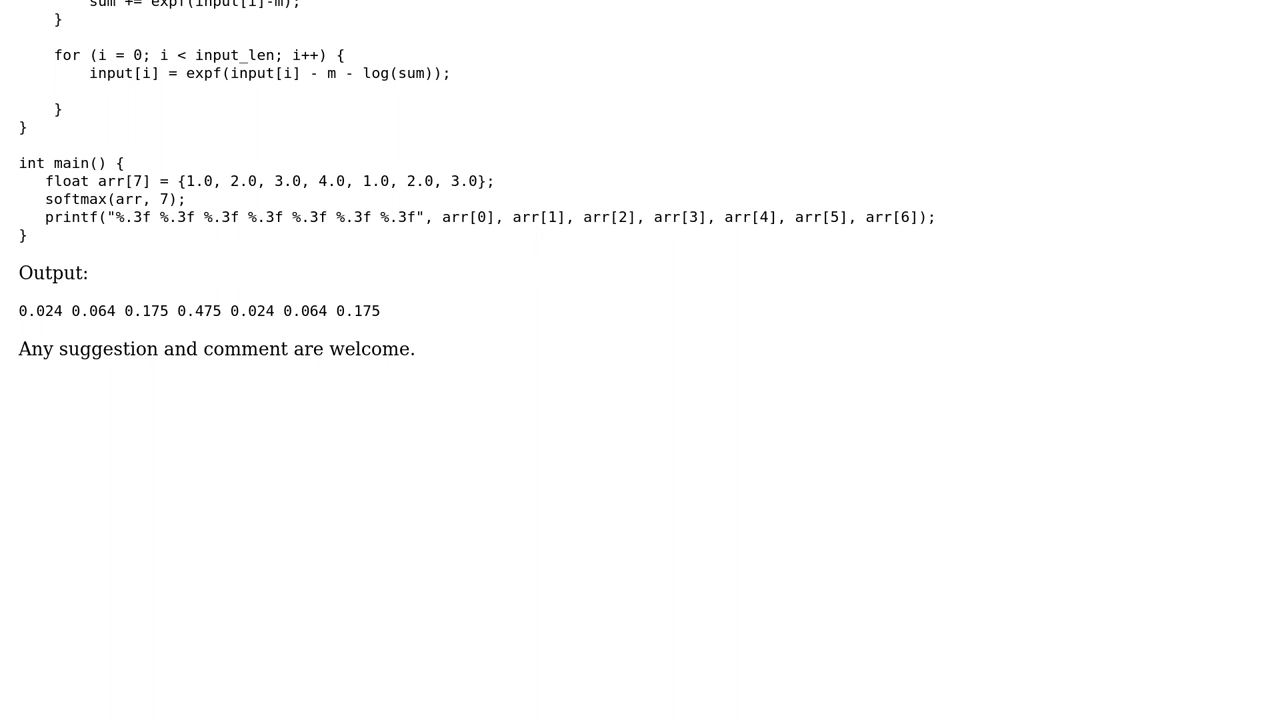 sum += expf(input[i]-m);
    }

    for (i = 0; i < input_len; i++) {
        input[i] = expf(input[i] - m - log(sum));

    }
}

int main() {
   float arr[7] = {1.0, 2.0, 3.0, 4.0, 1.0, 2.0, 3.0};
   softmax(arr, 7);
   printf("%.3f %.3f %.3f %.3f %.3f %.3f %.3f", arr[0], arr[1], arr[2], arr[3], arr[4], arr[5], arr[6]);
}
Output:
0.024 0.064 0.175 0.475 0.024 0.064 0.175
Any suggestion and comment are welcome.